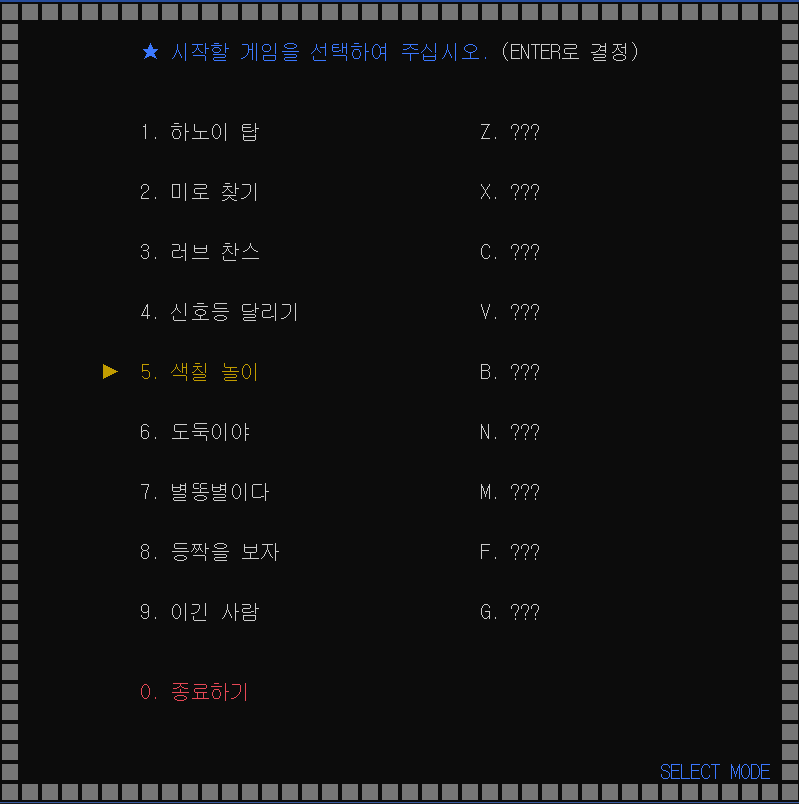 ★ 시작할 게임을 선택하여 주십시오. (ENTER로 결정)
1. 하노이 탑 Z. ???
2. 미로 찾기 X. ???
3. 러브 찬스 C. ???
4. 신호등 달리기 V. ???
▶ 5. 색칠 놀이 B. ???
6. 도둑이야 N. ???
7. 별똥별이다 M. ???
8. 등짝을 보자 F. ???
9. 이긴 사람 G. ???
0. 종료하기
SELECT MODE